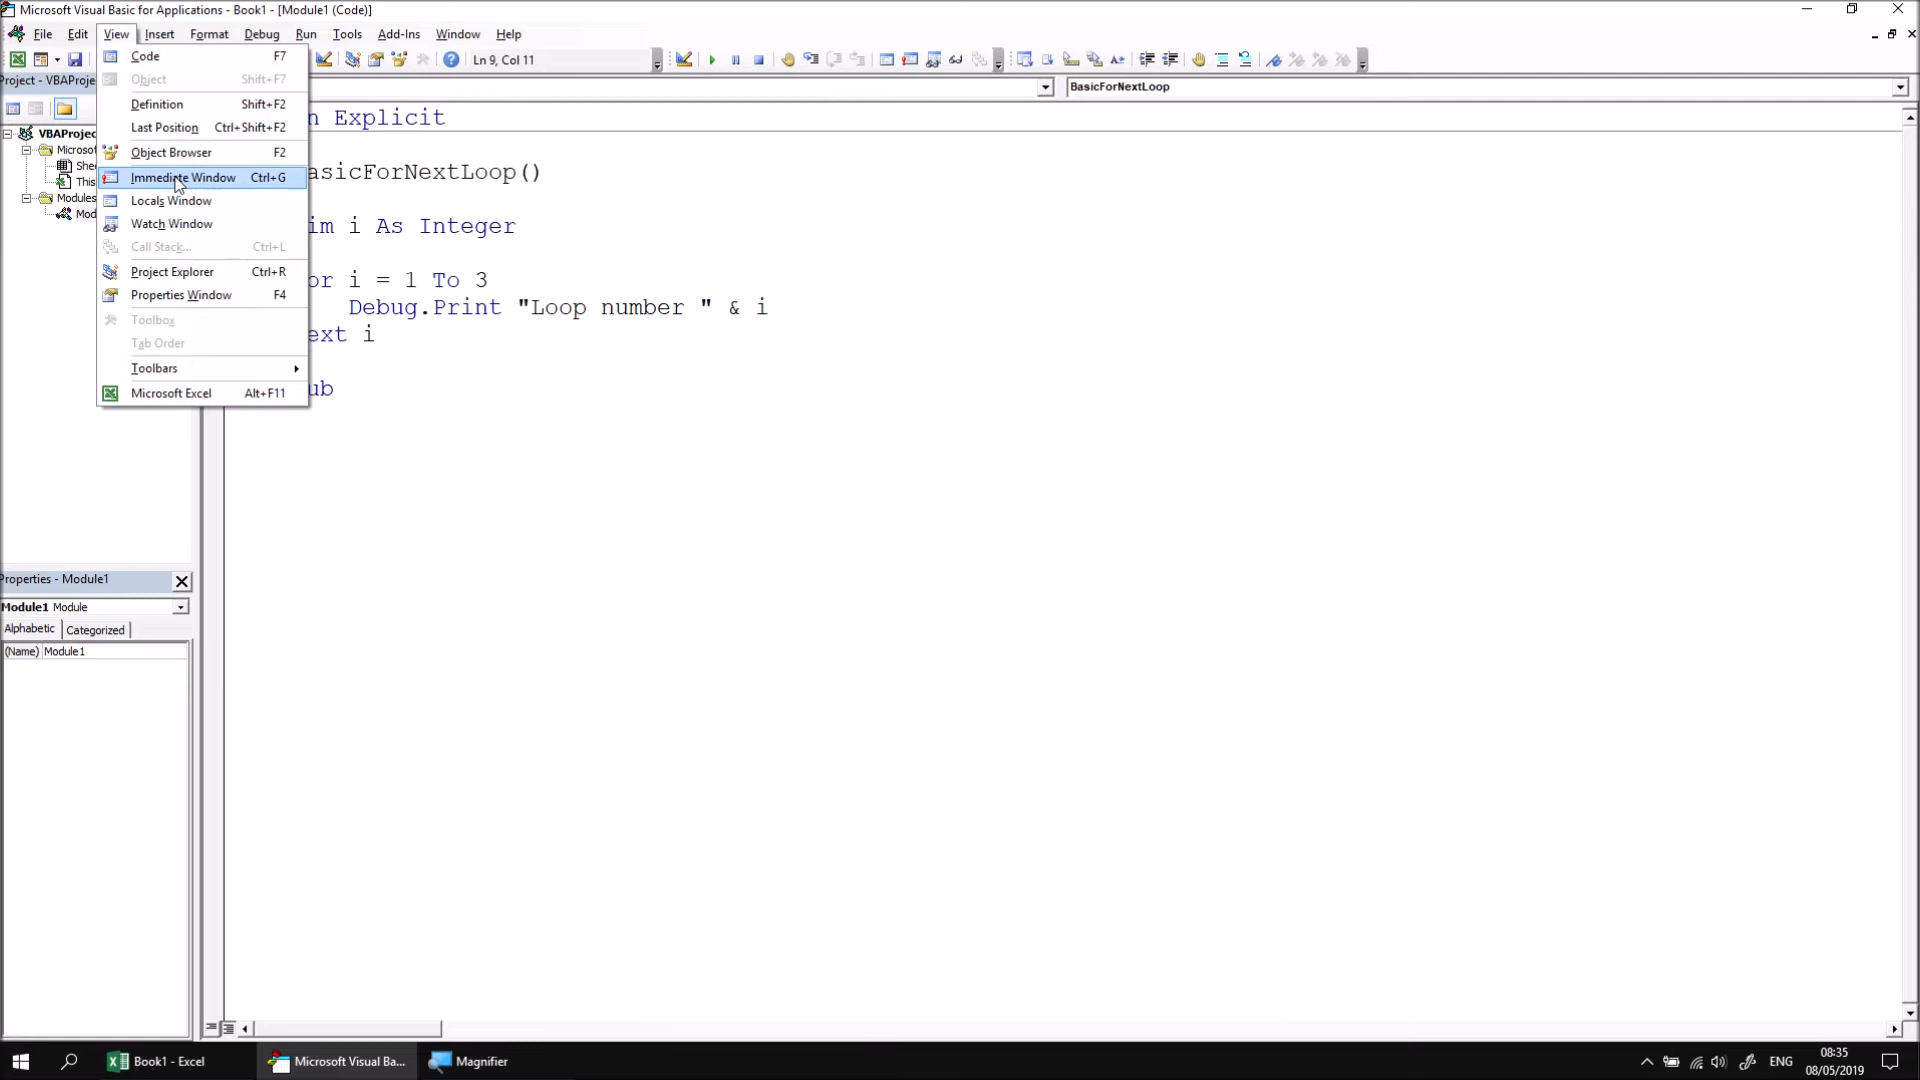 Microsoft Visual Basic for Applications - Book1 - [Module1 (Code)]
File Edit View Insert Format Debug Run Tools Add-Ins Window Help
Ln 9, Col 11
Project - VBAProje
BasicForNextLoop
Code F7
Object Shift+F7
Definition Shift+F2
Last Position Ctrl+Shift+F2
Object Browser F2
Immediate Window Ctrl+G
Locals Window
Watch Window
Call Stack... Ctrl+L
Project Explorer Ctrl+R
Properties Window F4
Toolbox
Tab Order
Toolbars
Microsoft Excel Alt+F11
VBAProjec
Microsof
Shee
This
Modules
Mod
n Explicit
asicForNextLoop()
im i As Integer
or i = 1 To 3
Debug.Print "Loop number " & i
ext i
ub
Properties - Module1
Module1 Module
Alphabetic Categorized
(Name) Module1
Book1 - Excel
Microsoft Visual Ba...
Magnifier
ENG
08:35
08/05/2019